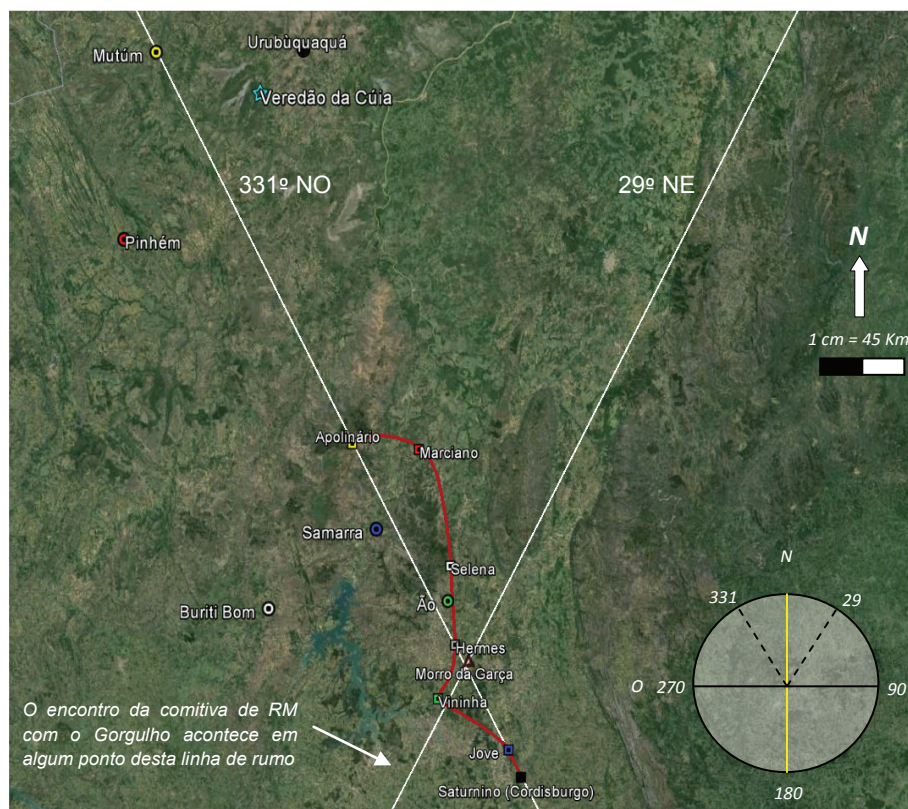 Urubùquaquá
Mutúm
Veredão da Cúia
331º NO
29º NE
Pinhém
N
1 cm = 45 Km
Apolinário
Marciano
Samarra
Selena
Ão
Buriti Bom
Hermes
Morro da Garça
Vininha
O encontro da comitiva de RM
com o Gorgulho acontece em
algum ponto desta linha de rumo
Jove
Saturnino (Cordisburgo)
N
331
29
O
270
90
180